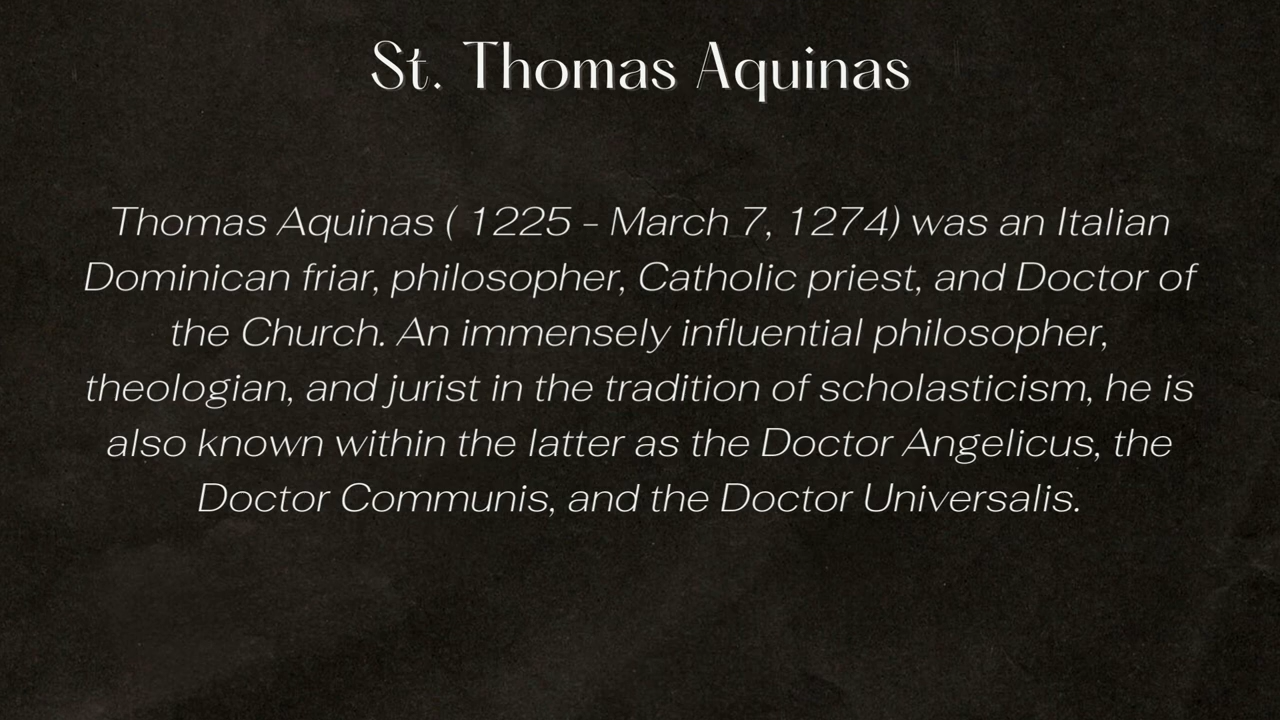 St. Thomas Aquinas
Thomas Aquinas ( 1225 – March 7, 1274) was an Italian
Dominican friar, philosopher, Catholic priest, and Doctor of
the Church. An immensely influential philosopher,
theologian, and jurist in the tradition of scholasticism, he is
also known within the latter as the Doctor Angelicus, the
Doctor Communis, and the Doctor Universalis.